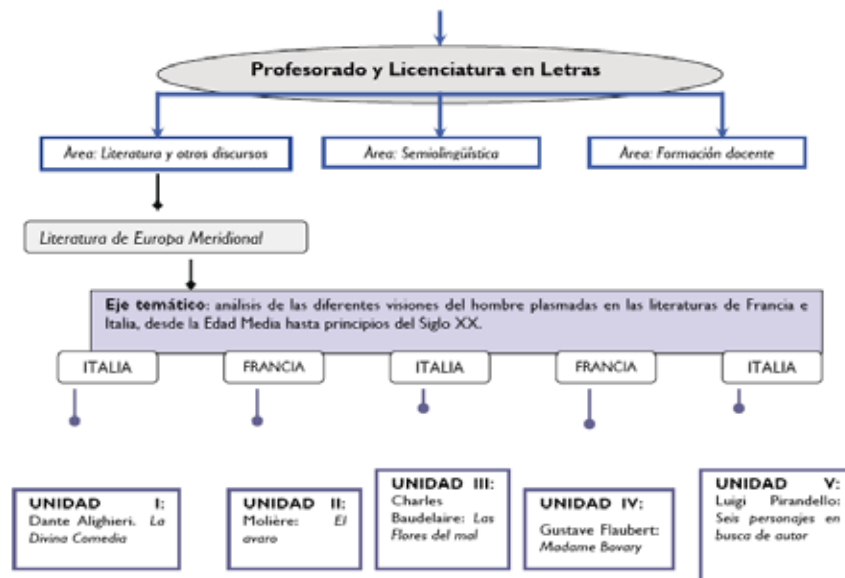 Profesorado y Licenciatura en Letras
Área: Literatura y otros discursos
Área: Semiolingüística
Área: Formación docente
Literatura de Europa Meridional
Eje temático: análisis de las diferentes visiones del hombre plasmadas en las literaturas de Francia e
Italia, desde la Edad Media hasta principios del Siglo XX.
ITALIA
FRANCIA
ITALIA
FRANCIA
ITALIA
UNIDAD I:
Dante Alighieri. La
Divina Comedia
UNIDAD II:
Molière: El
avaro
UNIDAD III:
Charles
Baudelaire: Las
Flores del mal
UNIDAD IV:
Gustave Flaubert:
Madame Bovary
UNIDAD V:
Luigi Pirandello:
Seis personajes en
busca de autor